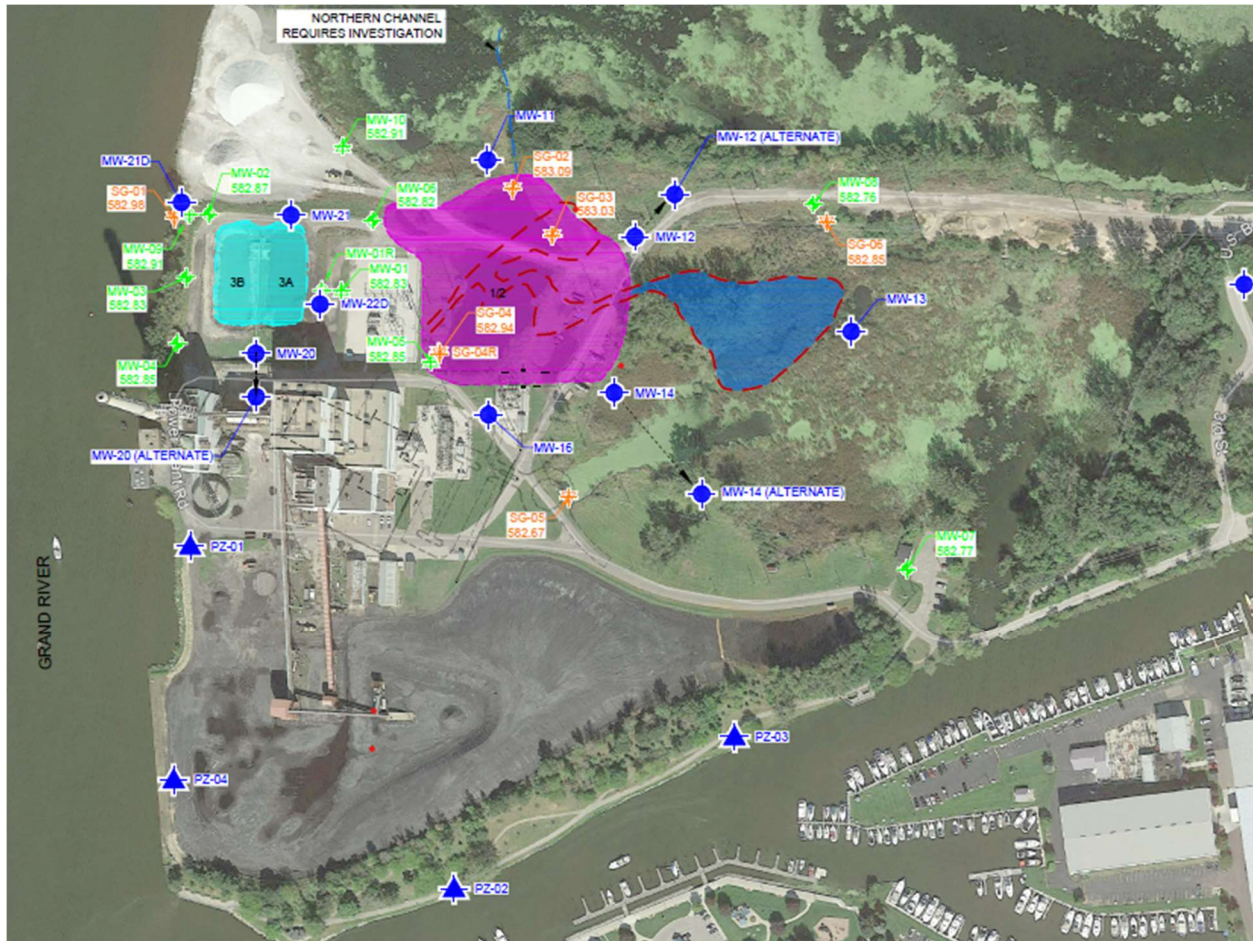 NORTHERN CHANNEL
REQUIRES INVESTIGATION
MW-10
582.91
MW-11
MW-12 (ALTERNATE)
SG-02
583.09
MW-21D
SG-01
582.98
MW-02
582.87
MW-06
582.82
SG-03
583.03
MW-08
582.76
MW-21
MW-12
SG-06
582.85
MW-09
582.91
MW-01R
MW-01
582.83
3B
3A
1/2
MW-03
582.83
MW-22D
MW-13
SG-04
582.94
SG-04R
MW-05
582.85
MW-04
582.85
MW-20
MW-14
MW-16
MW-20 (ALTERNATE)
MW-14 (ALTERNATE)
SG-05
582.67
PZ-01
MW-07
582.77
GRAND RIVER
PZ-03
PZ-04
PZ-02